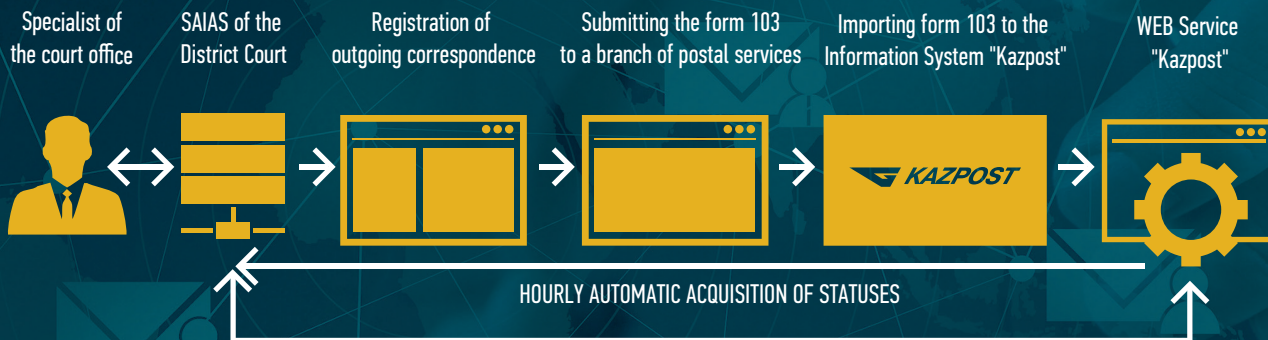 Specialist of
the court office
SAIAS of the
District Court
Registration of
outgoing correspondence
Submitting the form 103
to a branch of postal services
Importing form 103 to the
Information System "Kazpost"
WEB Service
"Kazpost"
KAZPOST
HOURLY AUTOMATIC ACQUISITION OF STATUSES